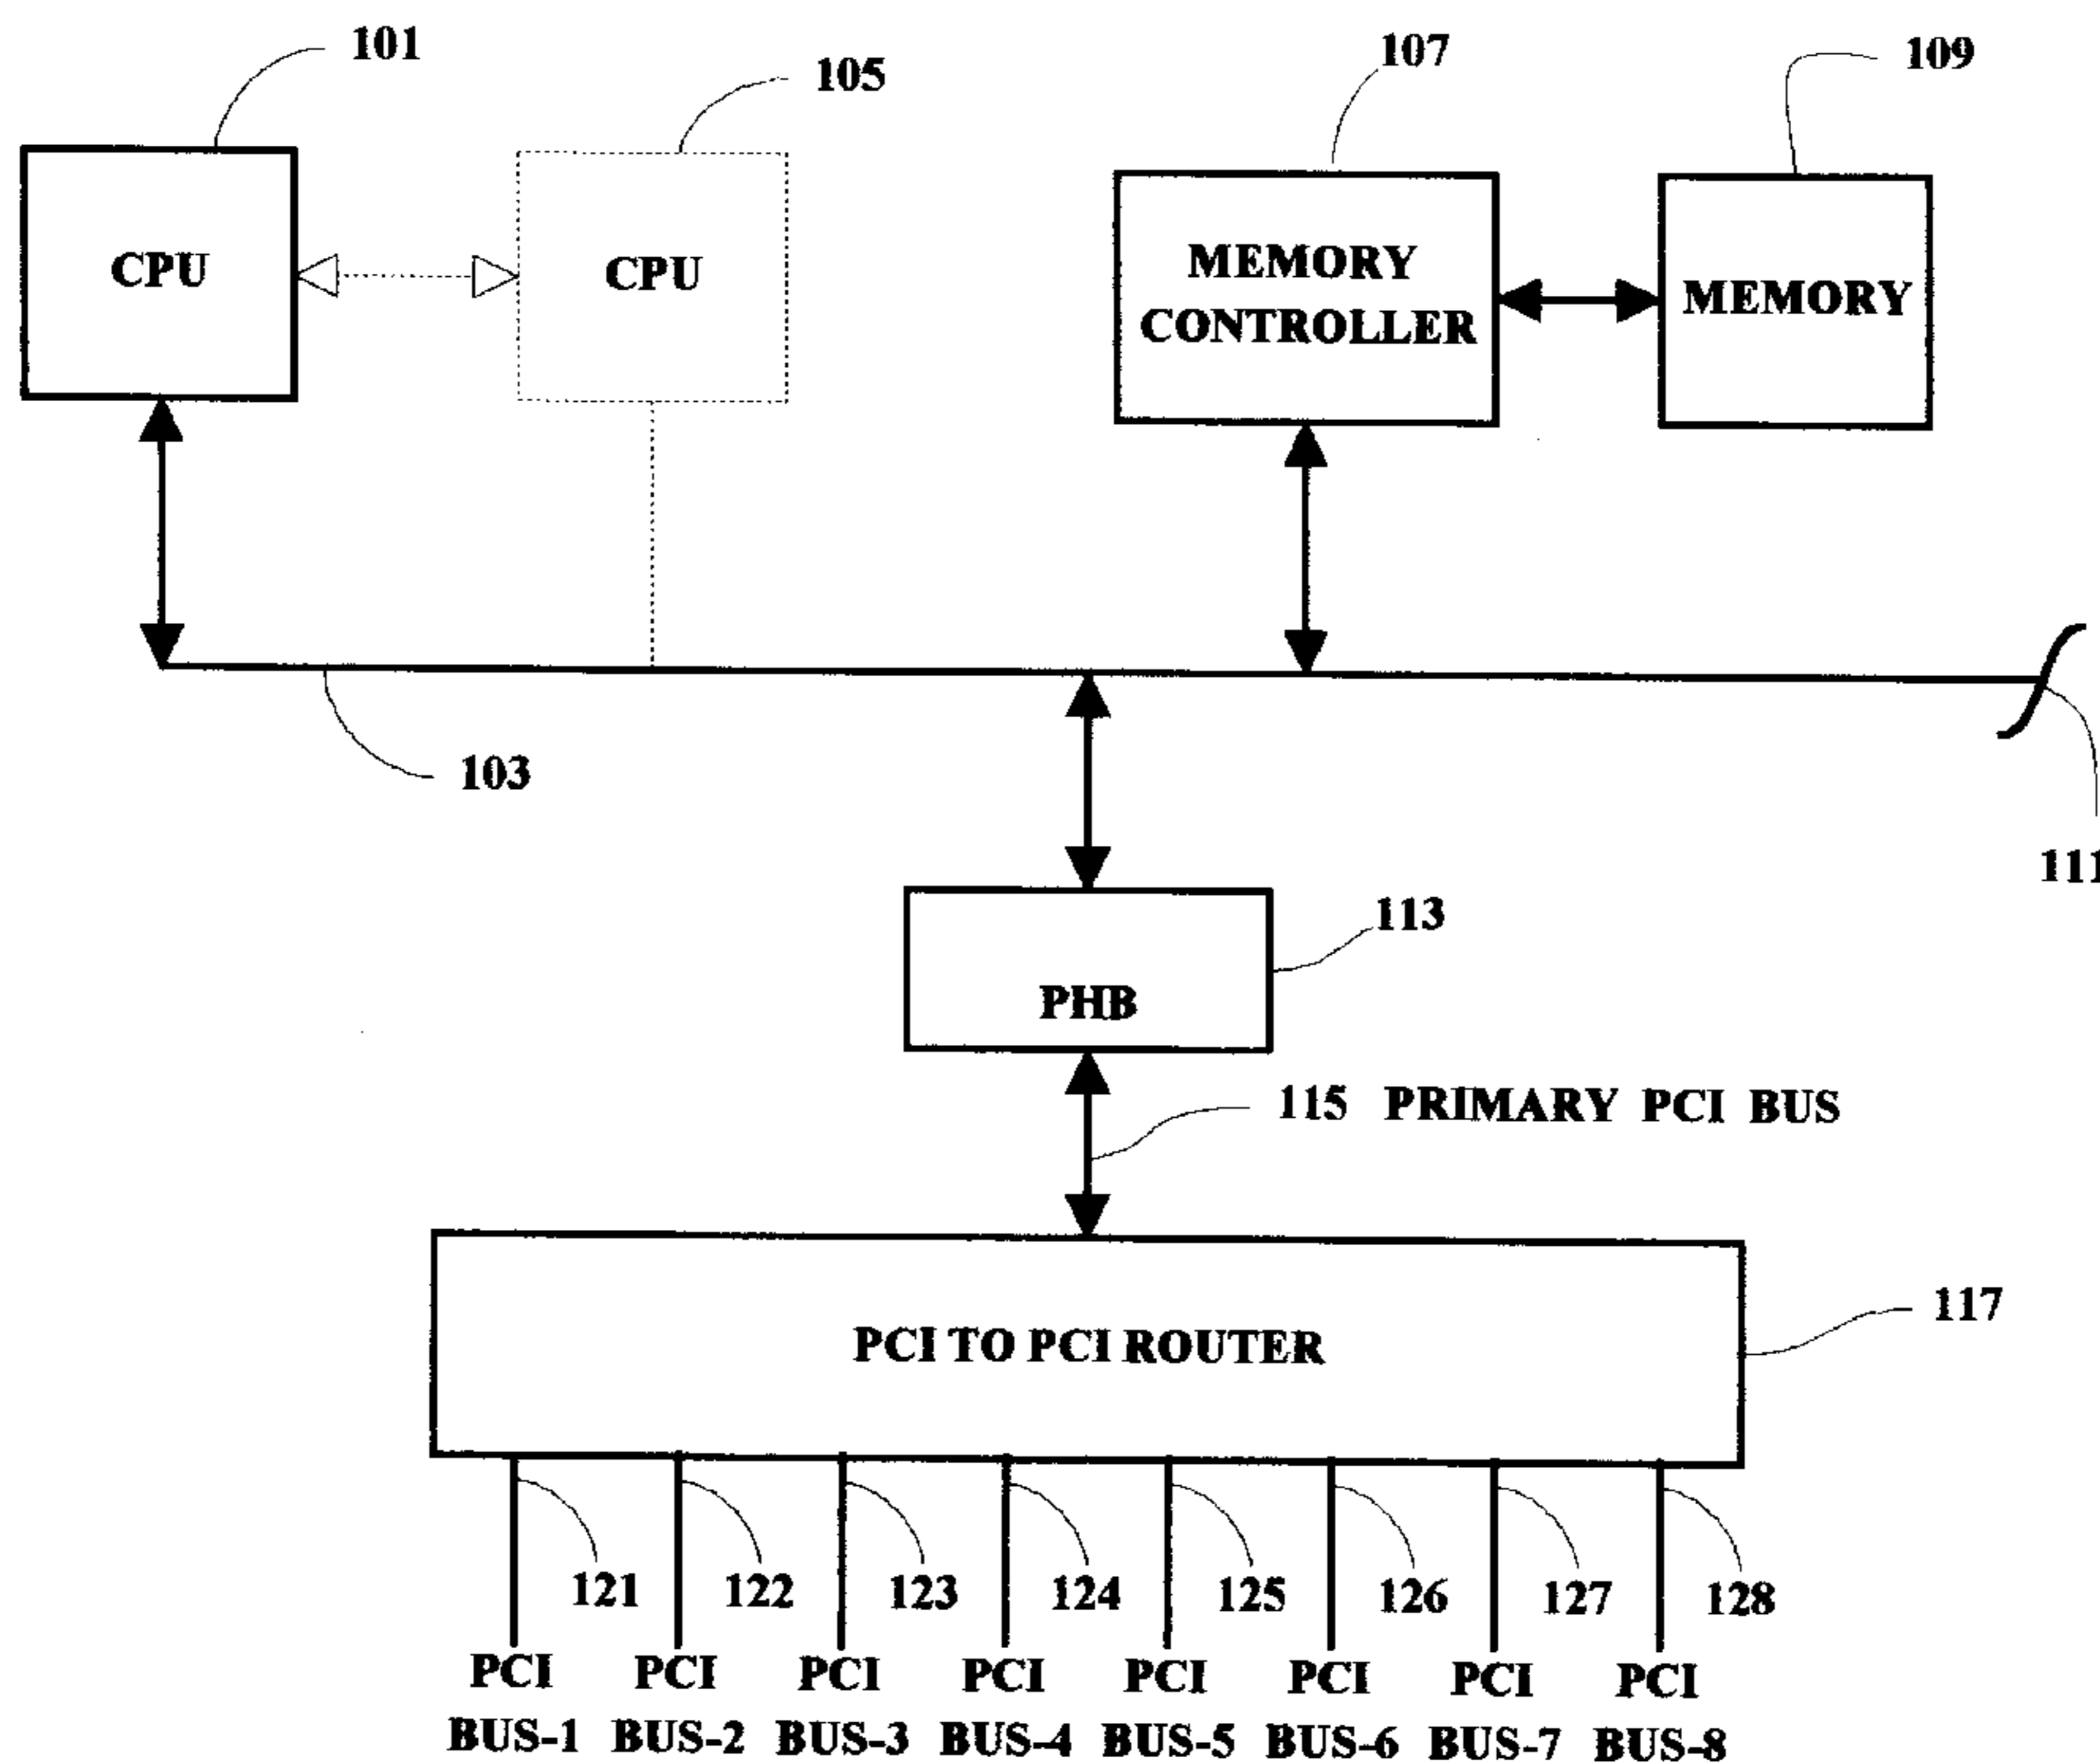 101
105
107
109
CPU
CPU
MEMORY
CONTROLLER
MEMORY
103
111
113
PHB
115 PRIMARY PCI BUS
117
PCI TO PCI ROUTER
121 122 123 124 125 126 127 128
PCI PCI PCI PCI PCI PCI PCI PCI
BUS-1 BUS-2 BUS-3 BUS-4 BUS-5 BUS-6 BUS-7 BUS-8